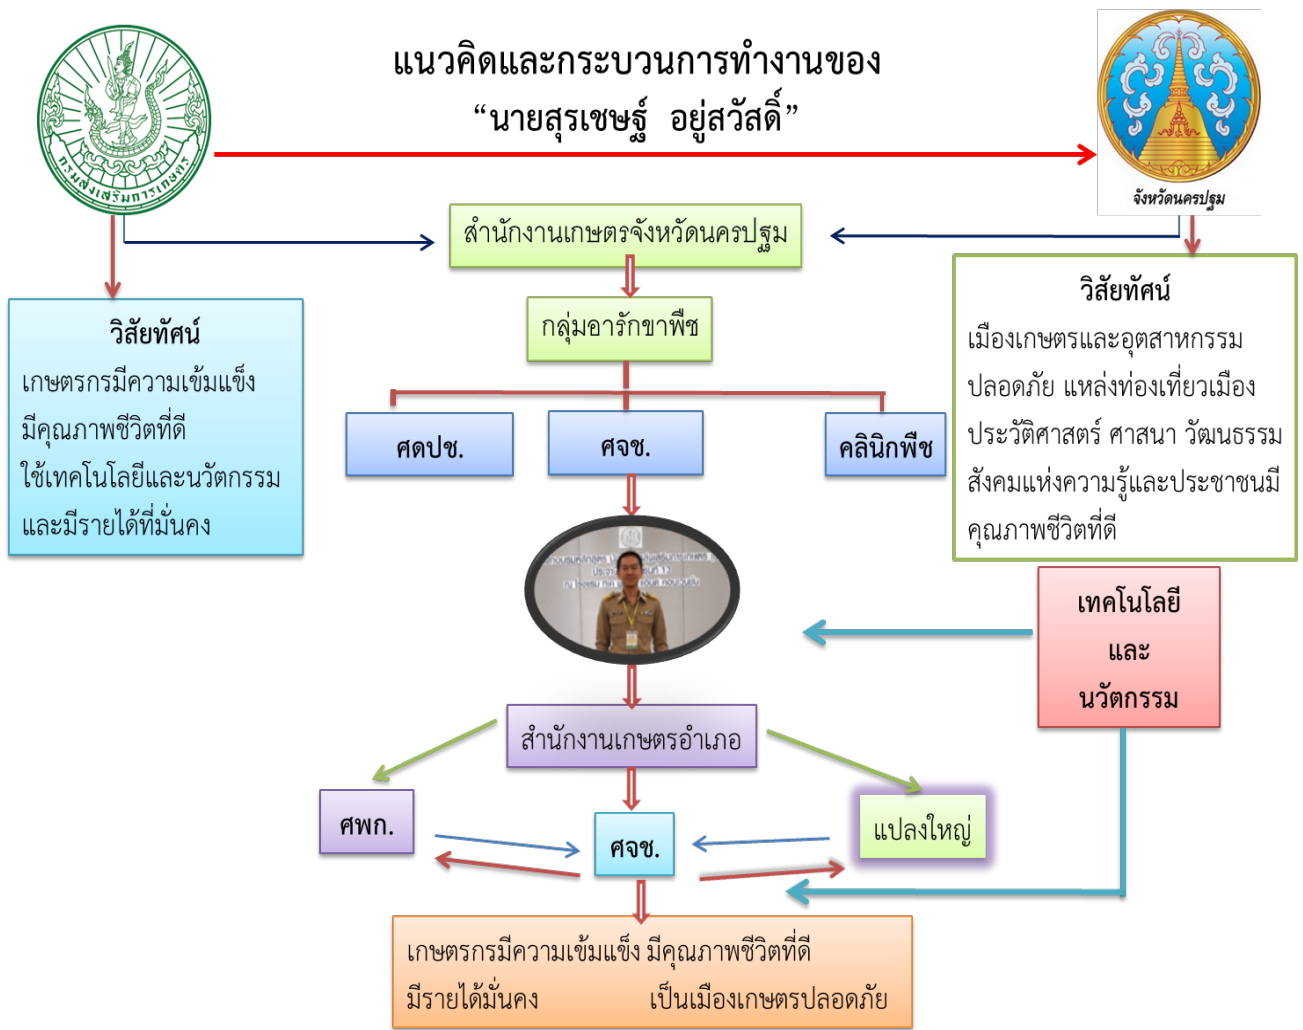 แนวคิดและกระบวนการทำงานของ
“นายสุรเชษฐ์ อยู่สวัสดิ์”
กรมส่งเสริมการเกษตร
จังหวัดนครปฐม
สำนักงานเกษตรจังหวัดนครปฐม
กลุ่มอารักขาพืช
วิสัยทัศน์
เกษตรกรมีความเข้มแข็ง
มีคุณภาพชีวิตที่ดี
ใช้เทคโนโลยีและนวัตกรรม
และมีรายได้ที่มั่นคง
วิสัยทัศน์
เมืองเกษตรและอุตสาหกรรม
ปลอดภัย แหล่งท่องเที่ยวเมือง
ประวัติศาสตร์ ศาสนา วัฒนธรรม
สังคมแห่งความรู้และประชาชนมี
คุณภาพชีวิตที่ดี
ศดปช.
ศจช.
คลินิกพืช
เทคโนโลยี
และ
นวัตกรรม
สำนักงานเกษตรอำเภอ
ศพก.
ศจช.
แปลงใหญ่
เกษตรกรมีความเข้มแข็ง มีคุณภาพชีวิตที่ดี
มีรายได้มั่นคง เป็นเมืองเกษตรปลอดภัย